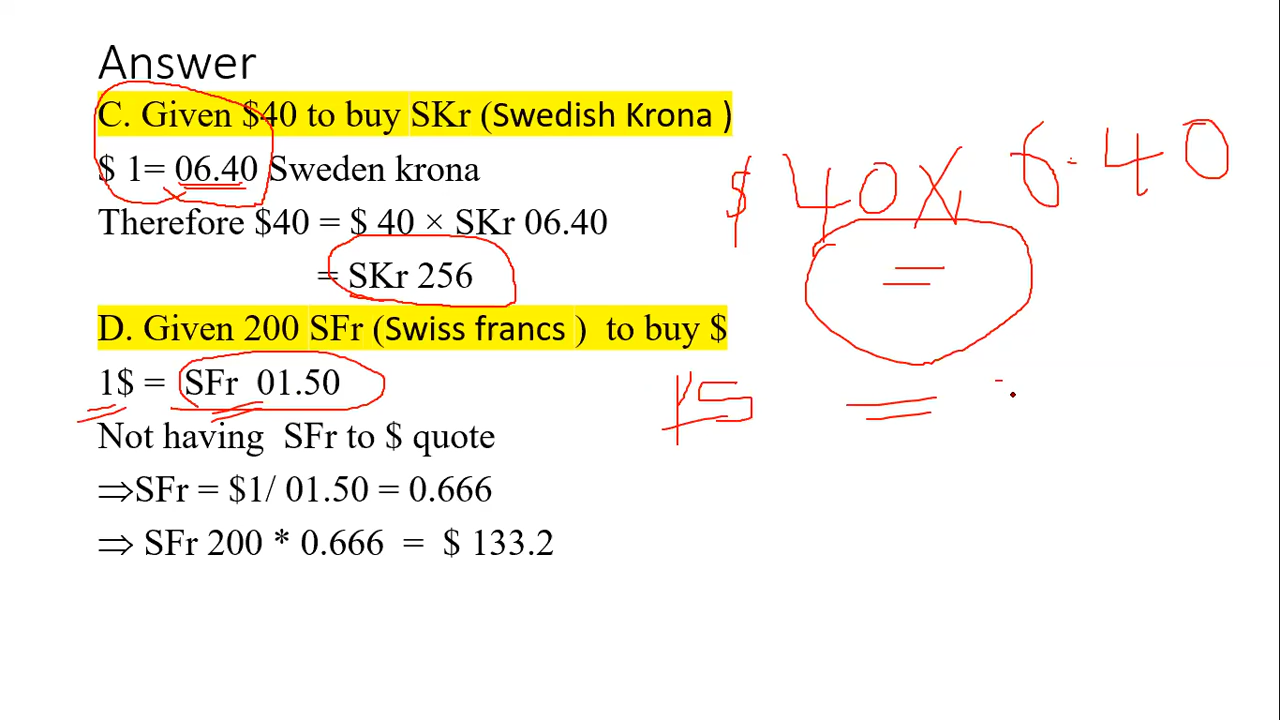 Answer
C. Given $40 to buy SKr (Swedish Krona )
$ 1= 06.40 Sweden krona
$ 40 X 6.40
Therefore $40 = $ 40 × SKr 06.40
=
= SKr 256
D. Given 200 SFr (Swiss francs ) to buy $
1$ = SFr 01.50
=
Not having SFr to $ quote
⇒SFr = $1/ 01.50 = 0.666
⇒ SFr 200 * 0.666 = $ 133.2